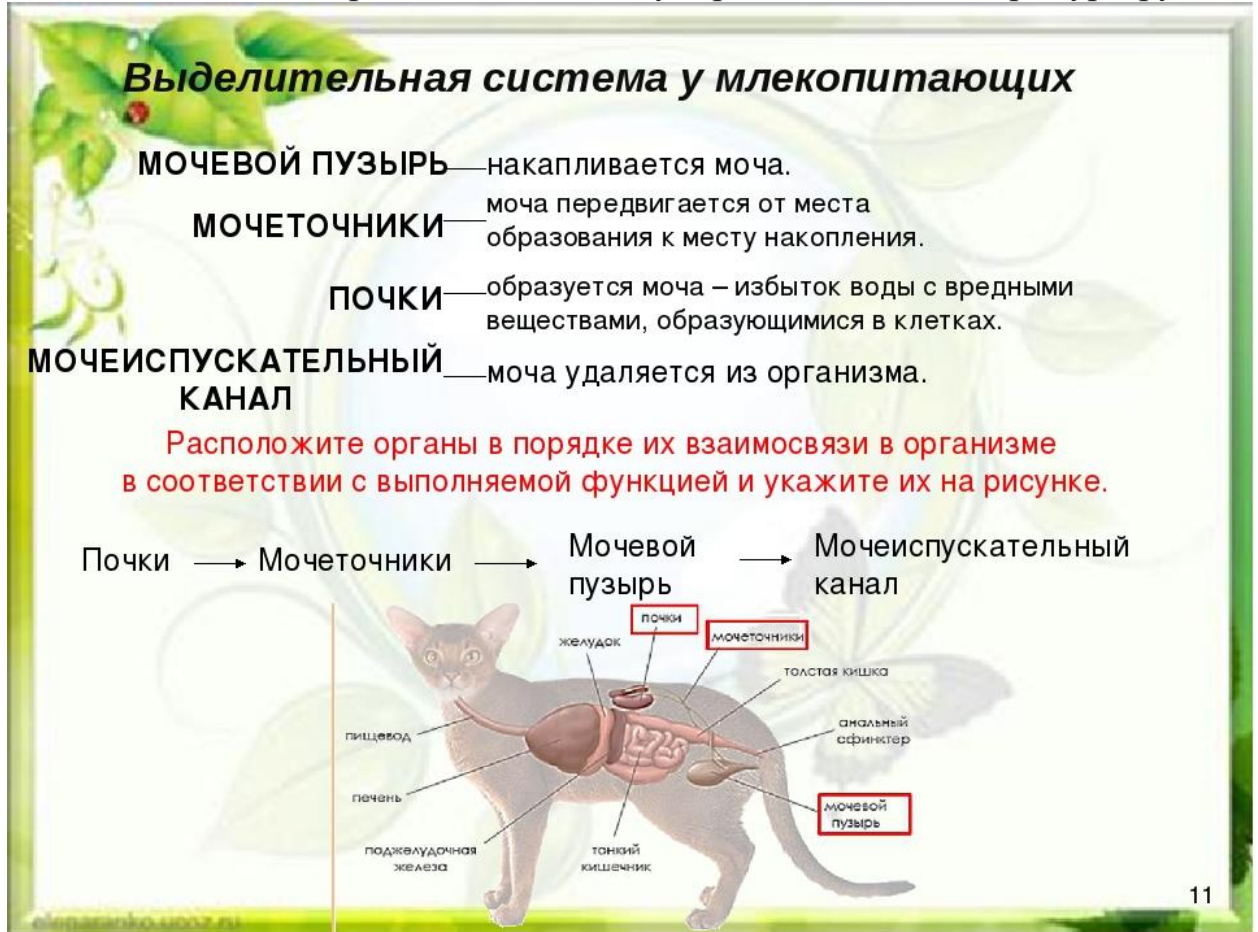 Выделительная система у млекопитающих
МОЧЕВОЙ ПУЗЫРЬ накапливается моча.
МОЧЕТОЧНИКИ моча передвигается от места
образования к месту накопления.
ПОЧКИ образуется моча – избыток воды с вредными
веществами, образующимися в клетках.
МОЧЕИСПУСКАТЕЛЬНЫЙ
КАНАЛ
моча удаляется из организма.
Расположите органы в порядке их взаимосвязи в организме
в соответствии с выполняемой функцией и укажите их на рисунке.
Почки → Мочеточники → Мочевой
пузырь
→ Мочеиспускательный
канал
почки
мочеточники
желудок
толстая кишка
анальный
сфинктер
пищевод
печень
мочевой
пузырь
поджелудочная
железа
тонкий
кишечник
11
elenaranko.ucoz.ru